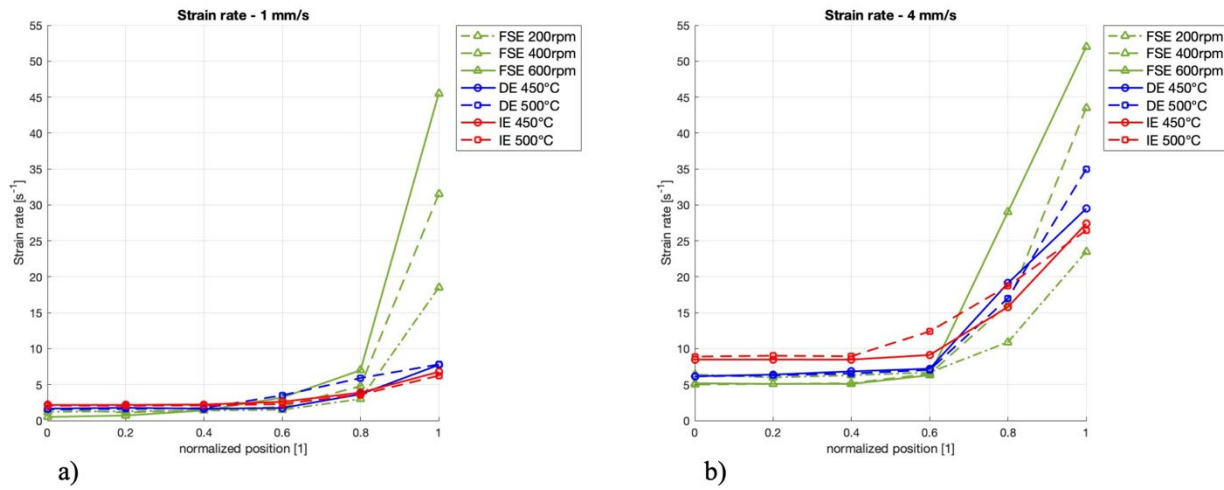 Strain rate - 1 mm/s
55
50
45
40
35
30
25
20
15
10
5
0
Strain rate [s-1]
0 0.2 0.4 0.6 0.8 1
normalized position [1]
FSE 200rpm
FSE 400rpm
FSE 600rpm
DE 450°C
DE 500°C
IE 450°C
IE 500°C
a)
Strain rate - 4 mm/s
55
50
45
40
35
30
25
20
15
10
5
0
Strain rate [s-1]
0 0.2 0.4 0.6 0.8 1
normalized position [1]
FSE 200rpm
FSE 400rpm
FSE 600rpm
DE 450°C
DE 500°C
IE 450°C
IE 500°C
b)